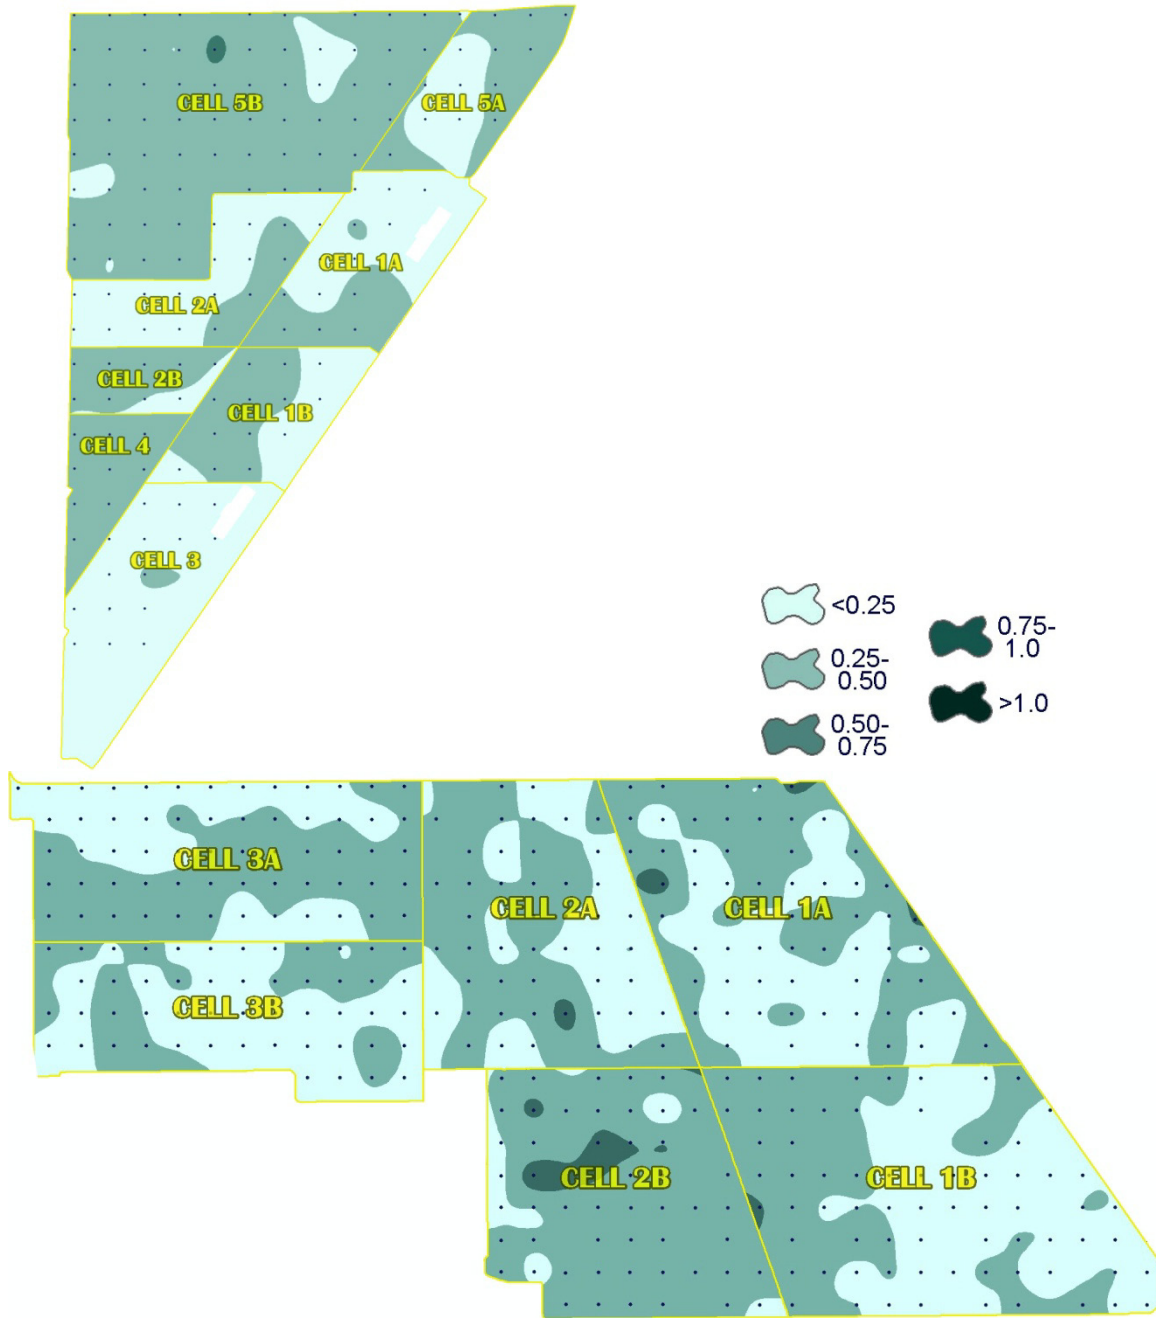 CELL 5B
CELL 5A
CELL 1A
CELL 2A
CELL 2B
CELL 1B
CELL 4
CELL 3
<0.25
0.25-
0.50
0.50-
0.75
0.75-
1.0
>1.0
CELL 3A
CELL 2A
CELL 1A
CELL 3B
CELL 2B
CELL 1B